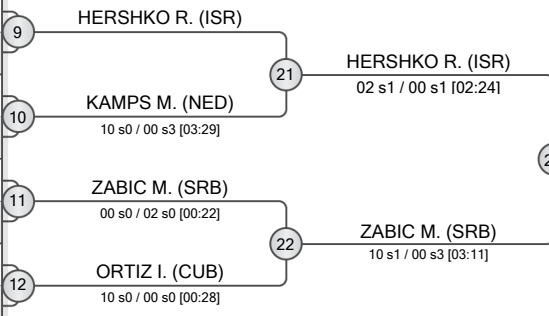 HERSHKO R. (ISR)
9
21
HERSHKO R. (ISR)
02 s1 / 00 s1 [02:24]
KAMPS M. (NED)
10
10 s0 / 00 s3 [03:29]
ZABIC M. (SRB)
11
00 s0 / 02 s0 [00:22]
22
ZABIC M. (SRB)
10 s1 / 00 s3 [03:11]
ORTIZ I. (CUB)
12
10 s0 / 00 s0 [00:28]